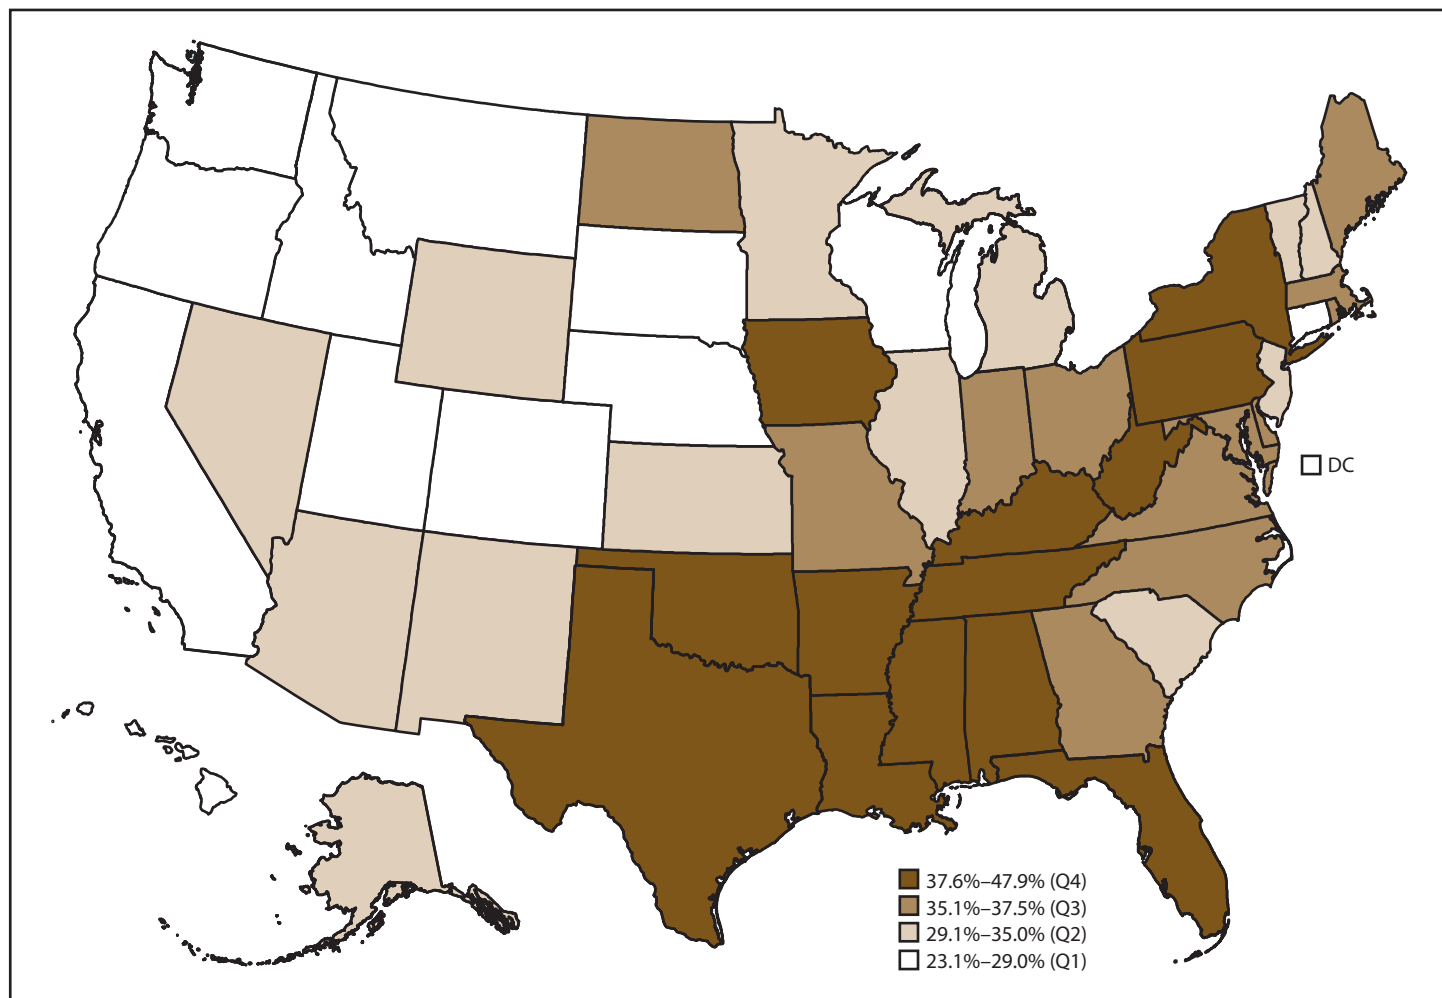 DC
37.6%–47.9% (Q4)
35.1%–37.5% (Q3)
29.1%–35.0% (Q2)
23.1%–29.0% (Q1)